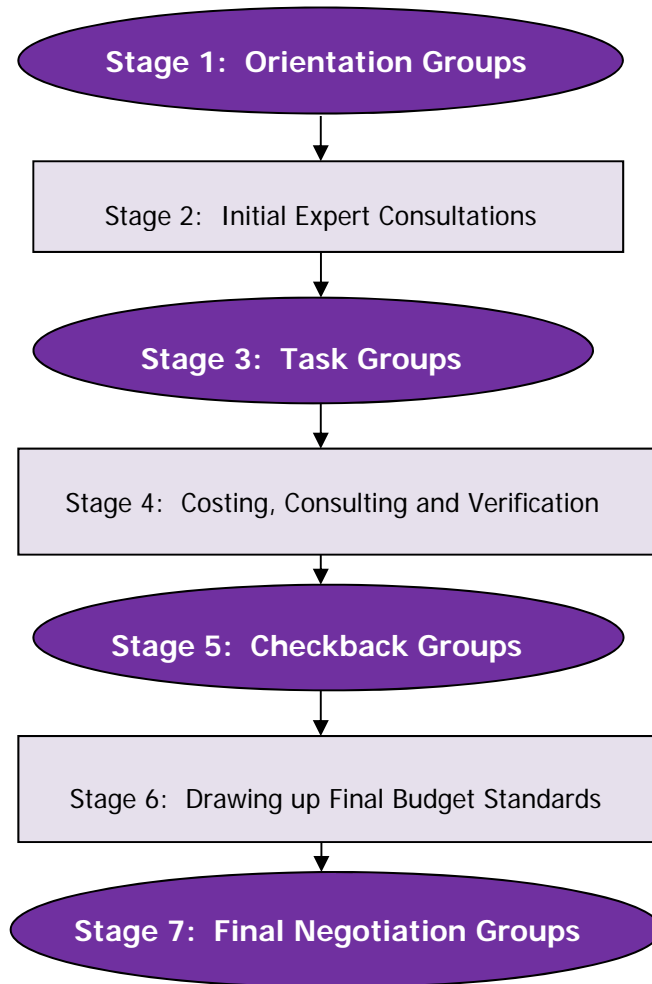 Stage 1: Orientation Groups
Stage 2: Initial Expert Consultations
Stage 3: Task Groups
Stage 4: Costing, Consulting and Verification
Stage 5: Checkback Groups
Stage 6: Drawing up Final Budget Standards
Stage 7: Final Negotiation Groups